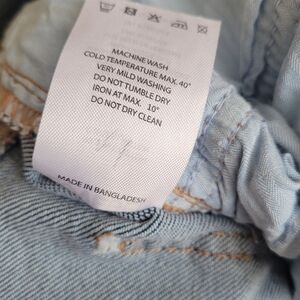 MACHINE WASH
COLD TEMPERATURE MAX. 40°
VERY MILD WASHING
DO NOT TUMBLE DRY
IRON AT MAX. 10°
DO NOT DRY CLEAN
MADE IN BANGLADESH